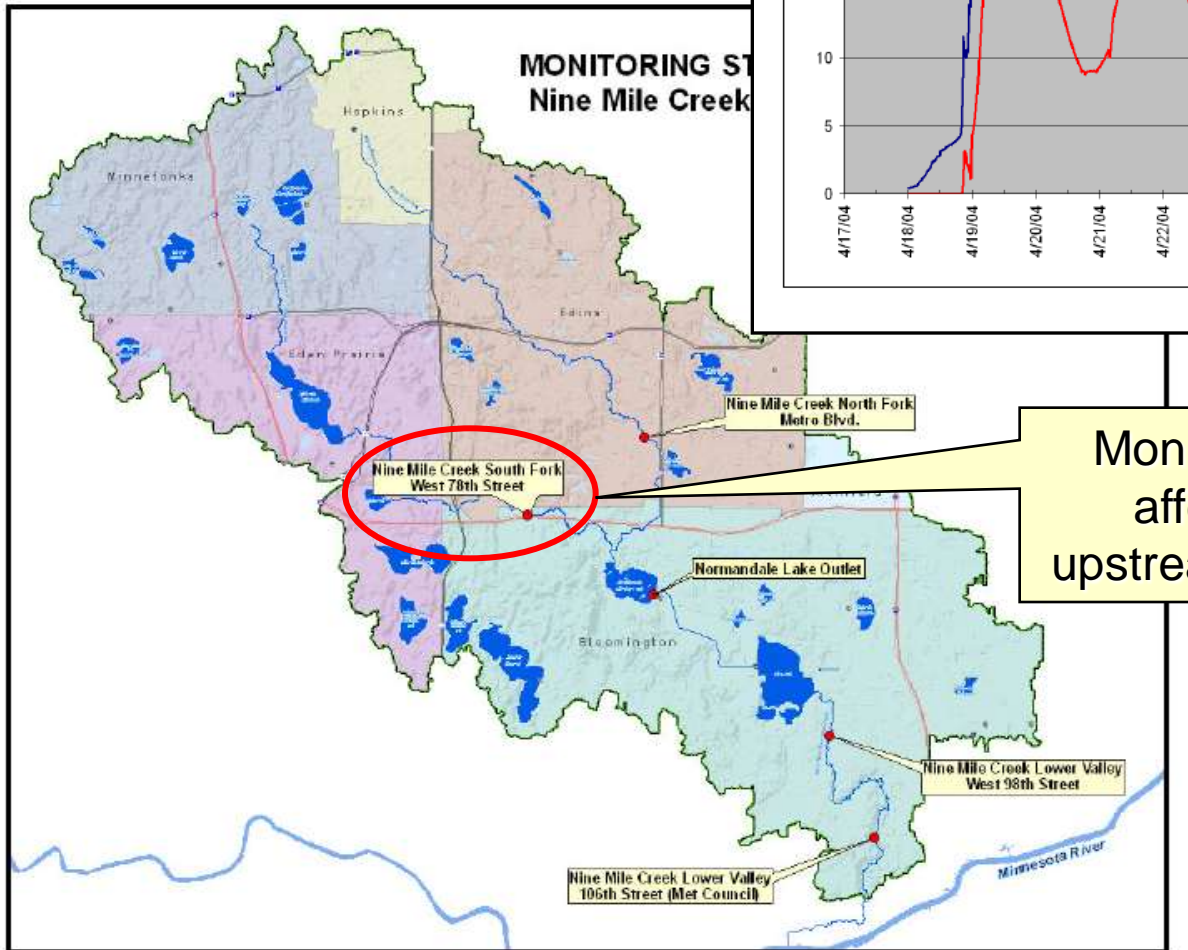 MONITORING ST
Nine Mile Creek
10
5
0
4/17/04
4/18/04
4/19/04
4/20/04
4/21/04
4/22/04
Hopkins
Minnetonka
Edina
Eden Prairie
Nine Mile Creek North Fork
Metro Blvd.
Nine Mile Creek South Fork
West 78th Street
Mon
aff
upstrea
Normandale Lake Outlet
Bloomington
Nine Mile Creek Lower Valley
West 98th Street
Nine Mile Creek Lower Valley
106th Street (Met Council)
Minnesota River